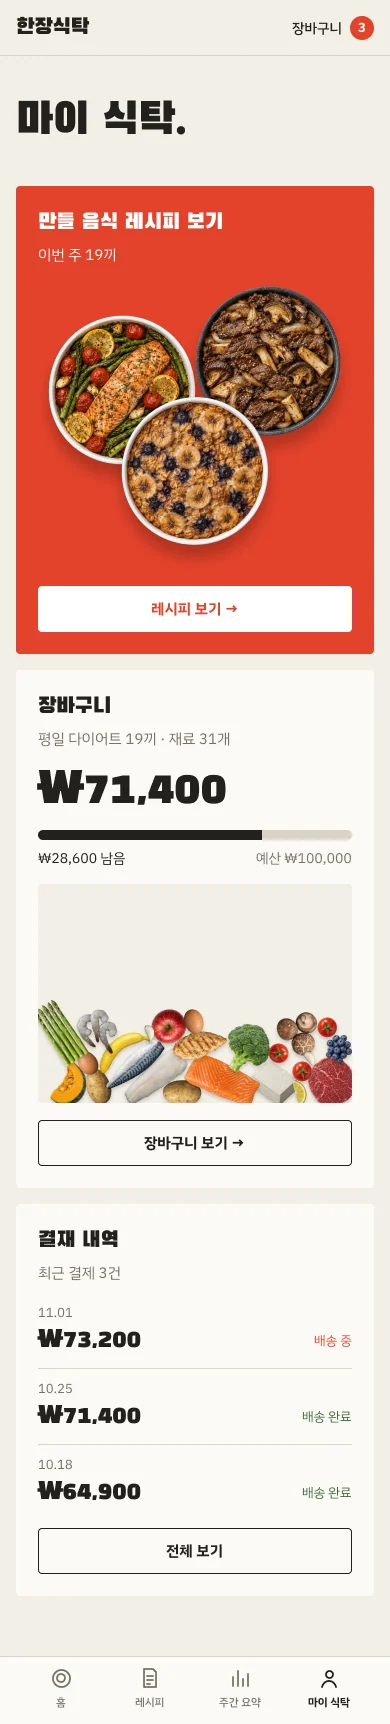 한장식탁
장바구니 3
마이 식탁.
만들 음식 레시피 보기
이번 주 19끼
레시피 보기 →
장바구니
평일 다이어트 19끼 · 재료 31개
₩71,400
₩28,600 남음 예산 ₩100,000
장바구니 보기 →
결재 내역
최근 결제 3건
11.01
₩73,200 배송 중
10.25
₩71,400 배송 완료
10.18
₩64,900 배송 완료
전체 보기
홈 레시피 주간 요약 마이 식탁